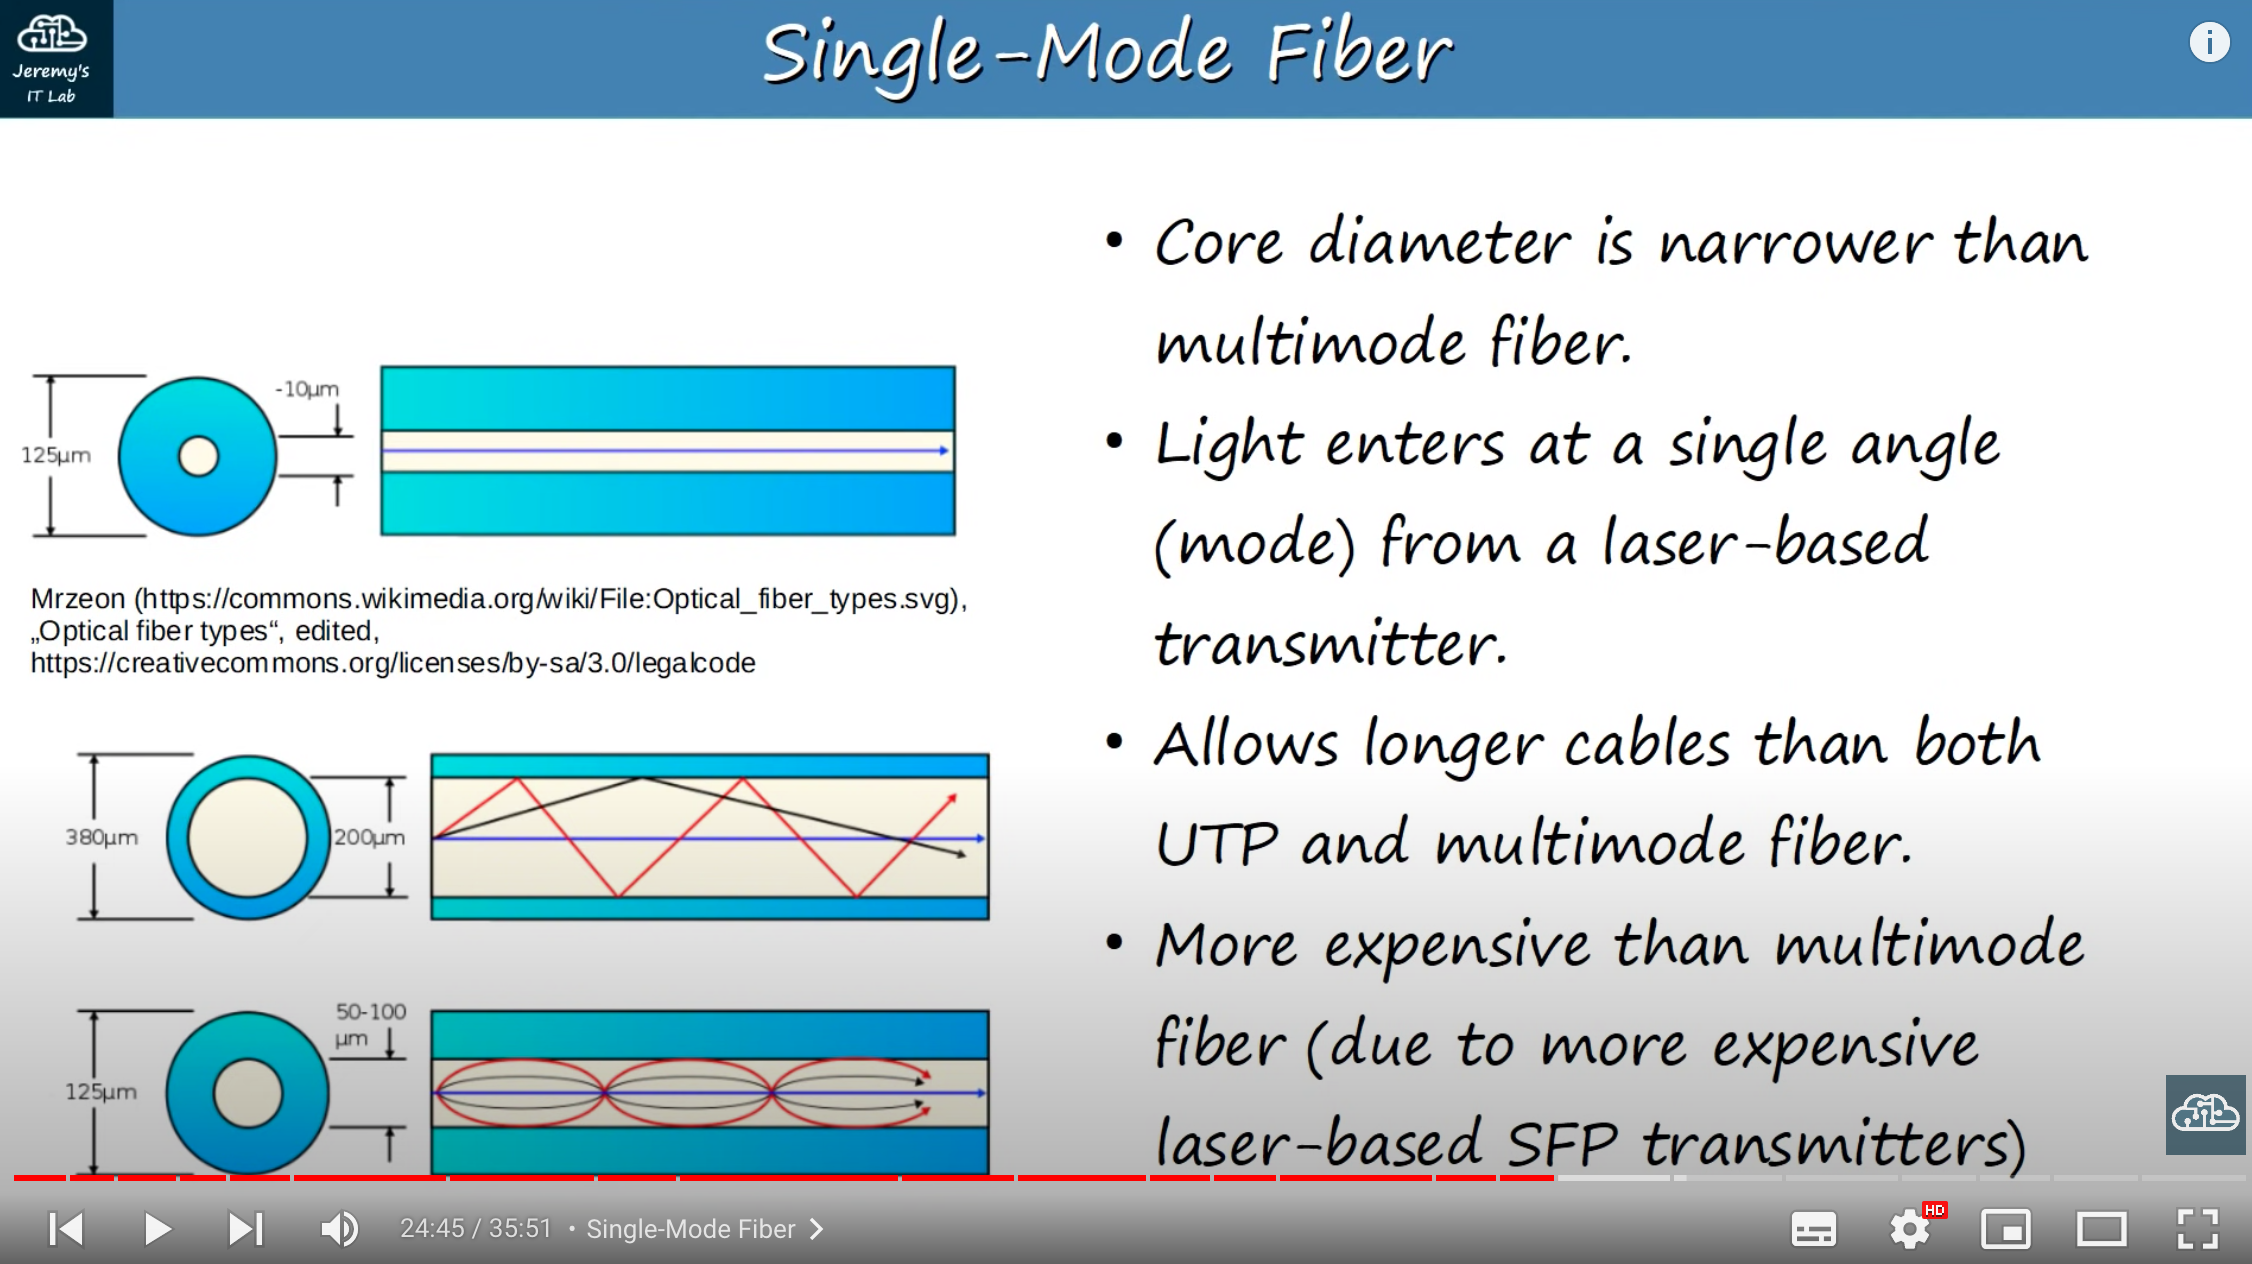 Jeremy's
IT Lab
Single-Mode Fiber
i
125µm
-10µm
Mrzeon (https://commons.wikimedia.org/wiki/File:Optical_fiber_types.svg),
„Optical fiber types“, edited,
https://creativecommons.org/licenses/by-sa/3.0/legalcode
380µm
200µm
125µm
50-100
µm
• Core diameter is narrower than
multimode fiber.
• Light enters at a single angle
(mode) from a laser-based
transmitter.
• Allows longer cables than both
UTP and multimode fiber.
• More expensive than multimode
fiber (due to more expensive
laser-based SFP transmitters)
24:45 / 35:51 • Single-Mode Fiber
HD